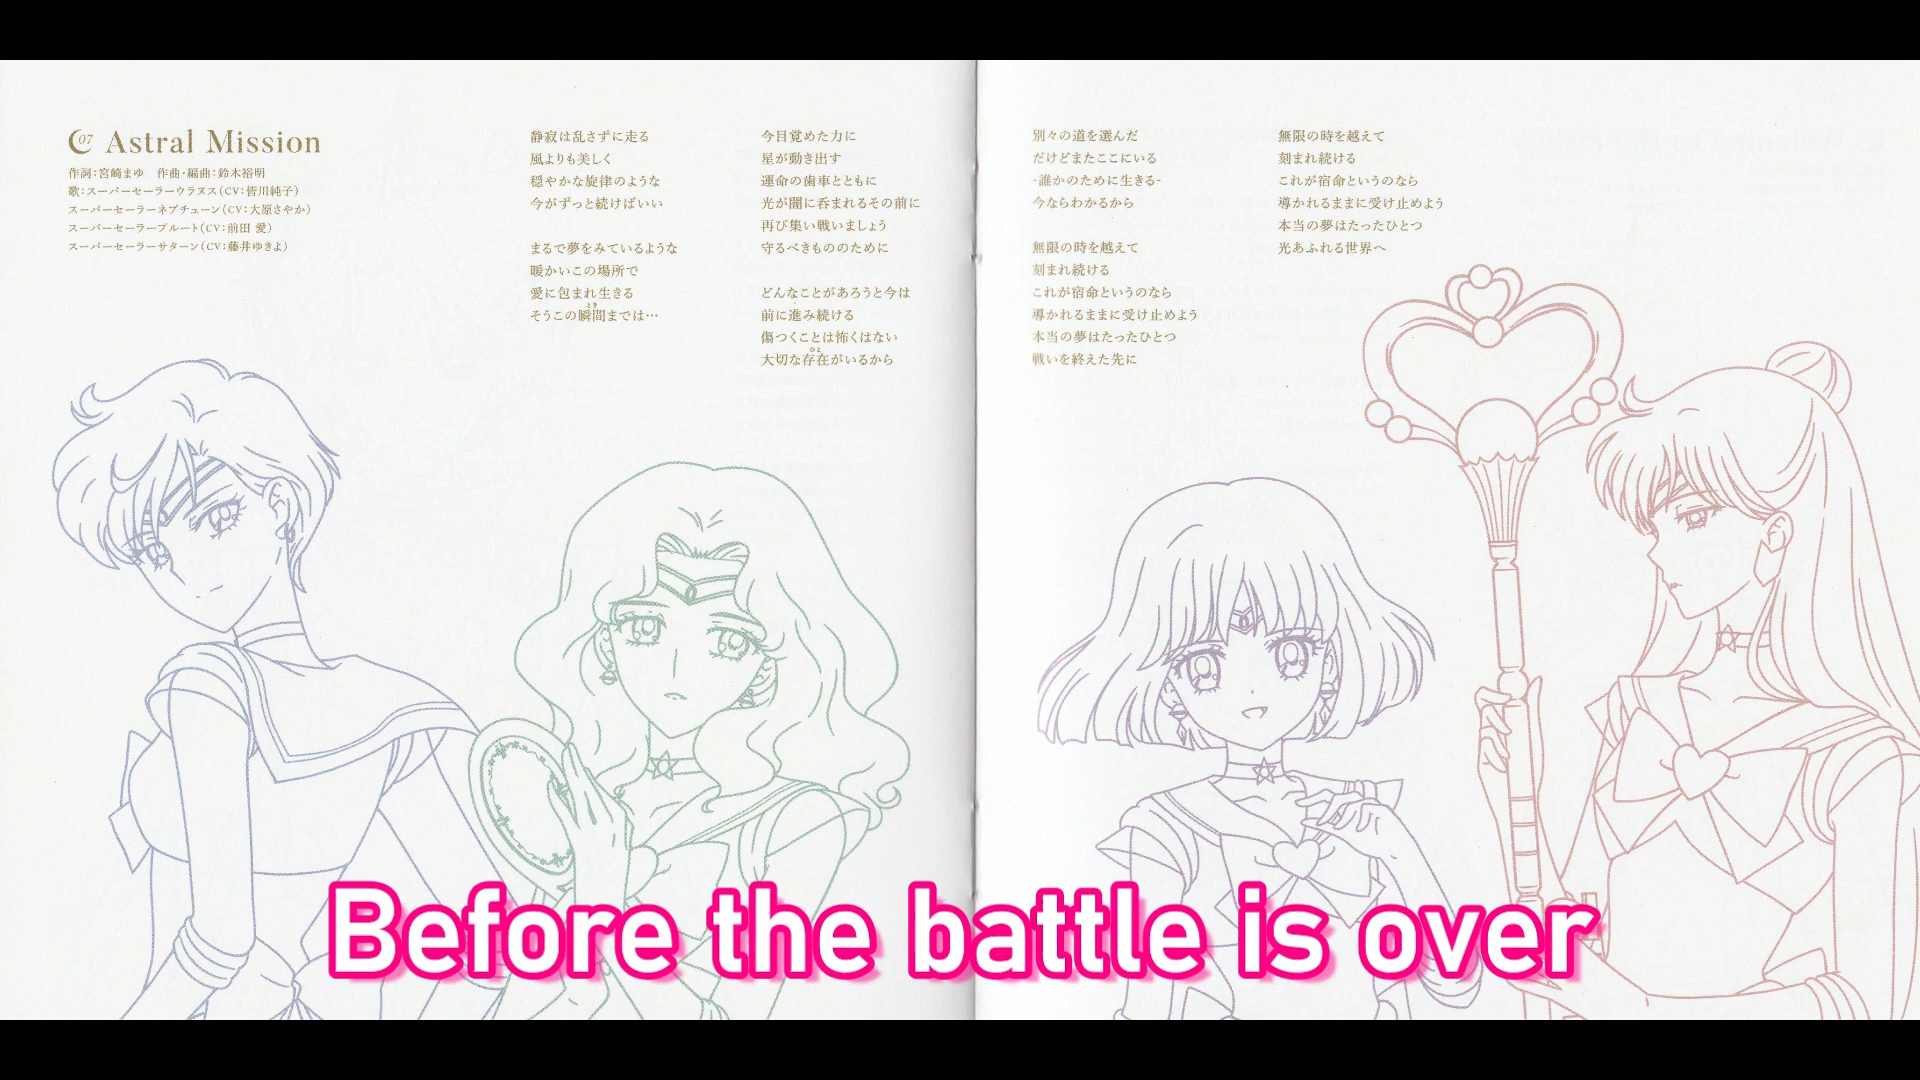 07 Astral Mission
作詞：宮崎まゆ　作曲・編曲：鈴木裕明
歌：スーパーセーラーウラヌス（CV：皆川純子）
スーパーセーラーネプチューン（CV：大原さやか）
スーパーセーラープルート（CV：前田 愛）
スーパーセーラーサターン（CV：藤井ゆきよ）
静寂は乱さずに走る
風よりも美しく
穏やかな旋律のような
今がずっと続けばいい
まるで夢をみているような
暖かいこの場所で
愛に包まれ生きる
とき
そうこの瞬間までは…
今目覚めた力に
星が動き出す
運命の歯車とともに
光が闇に呑まれるその前に
再び集い戦いましょう
守るべきもののために
どんなことがあろうと今は
前に進み続ける
傷つくことは怖くはない
ひと
大切な存在がいるから
別々の道を選んだ
だけどまたここにいる
-誰かのために生きる-
今ならわかるから
無限の時を越えて
刻まれ続ける
これが宿命というのなら
導かれるままに受け止めよう
本当の夢はたったひとつ
戦いを終えた先に
無限の時を越えて
刻まれ続ける
これが宿命というのなら
導かれるままに受け止めよう
本当の夢はたったひとつ
光あふれる世界へ
Before the battle is over